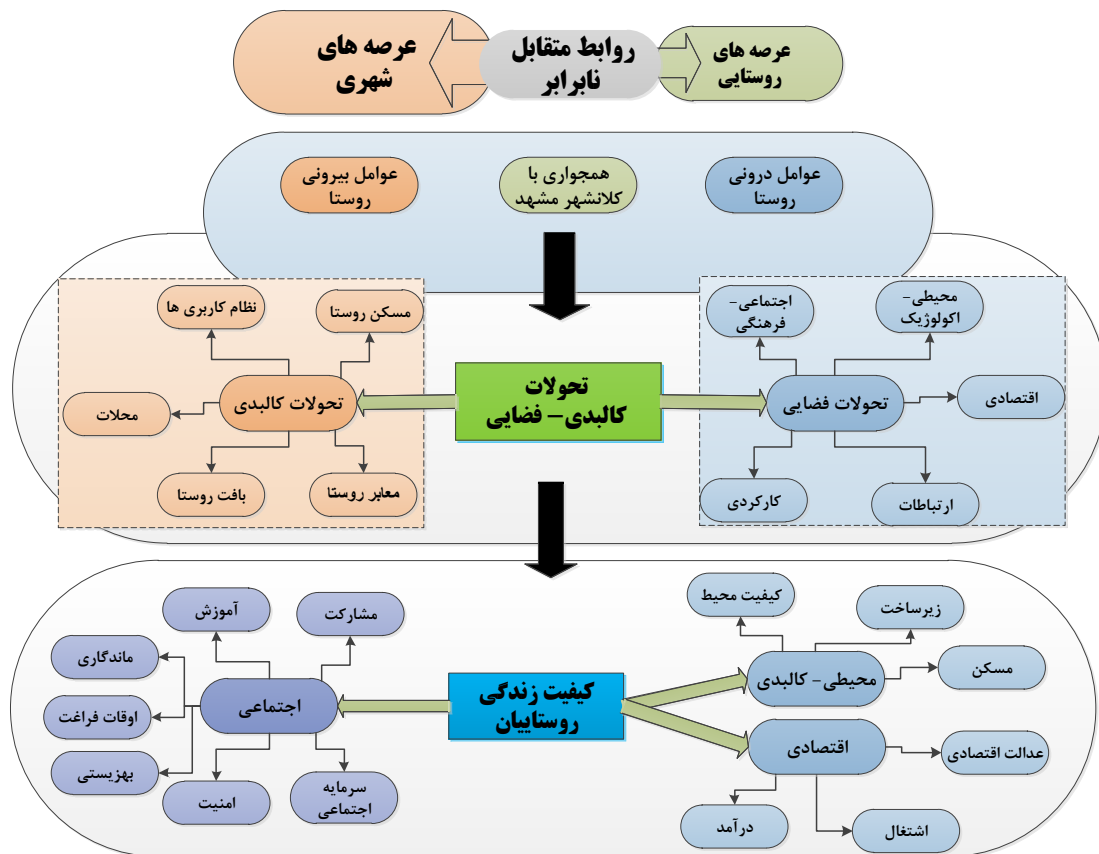 عرصه های
روستایی
روابط متقابل
نابرابر
عرصه های
شهری
عوامل درونی
روستا
همجواری با
کلانشهر مشهد
عوامل بیرونی
روستا
محیطی-
اکولوژیک
اجتماعی-
فرهنگی
اقتصادی
تحولات فضایی
ارتباطات
کارکردی
تحولات
کالبدی- فضایی
مسکن روستا
نظام کاربری ها
تحولات کالبدی
محلات
معابر روستا
بافت روستا
زیرساخت
کیفیت محیط
مسکن
محیطی- کالبدی
اقتصادی
عدالت اقتصادی
اشتغال
درآمد
کیفیت زندگی
روستاییان
مشارکت
آموزش
ماندگاری
اجتماعی
اوقات فراغت
بهزیستی
سرمایه
اجتماعی
امنیت